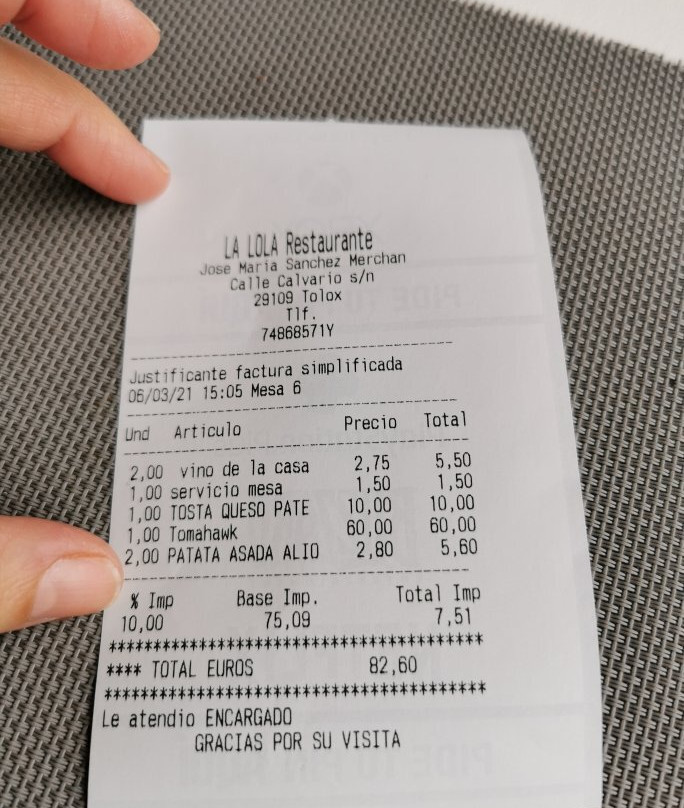 LA LOLA Restaurante
Jose Maria Sanchez Merchan
Calle Calvario s/n
29109 Tolox
Tlf.
74868571Y
Justificante factura simplificada
06/03/21 15:05 Mesa 6
Und Articulo Precio Total
2,00 vino de la casa 2,75 5,50
1,00 servicio mesa 1,50 1,50
1,00 TOSTA QUESO PATE 10,00 10,00
1,00 Tomahawk 60,00 60,00
2,00 PATATA ASADA ALIO 2,80 5,60
% Imp Base Imp. Total Imp
10,00 75,09 7,51
**************************************
**** TOTAL EUROS 82,60
**************************************
Le atendio ENCARGADO
GRACIAS POR SU VISITA